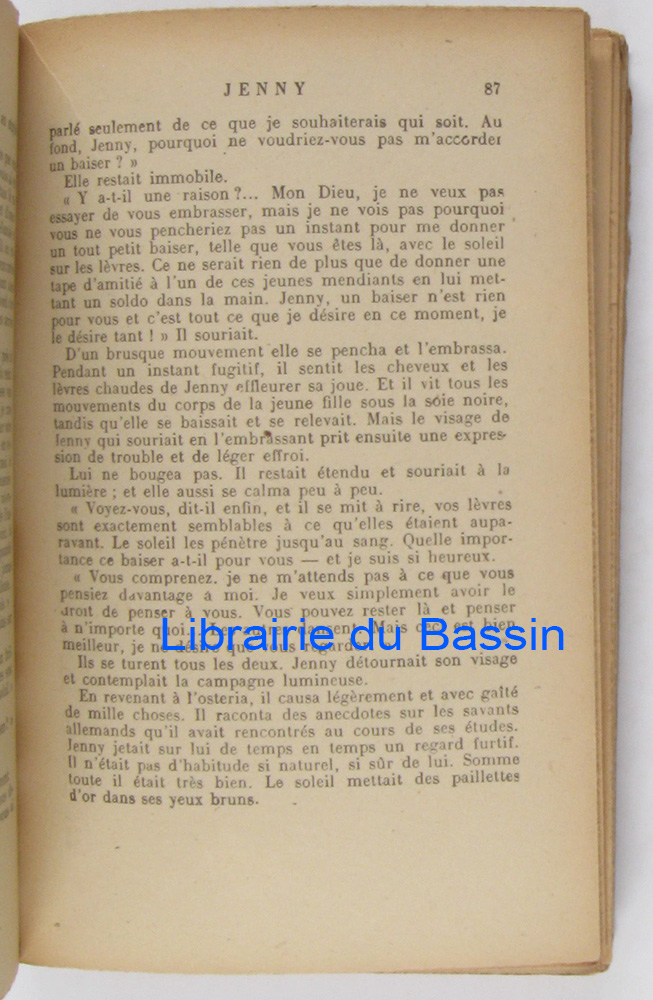 JENNY 87
parlé seulement de ce que je souhaiterais qui soit. Au
fond, Jenny, pourquoi ne voudriez-vous pas m'accorder
un baiser ? »
Elle restait immobile.
« Y a-t-il une raison ?... Mon Dieu, je ne veux pas
essayer de vous embrasser, mais je ne vois pas pourquoi
vous ne vous pencheriez pas un instant pour me donner
un tout petit baiser, telle que vous êtes là, avec le soleil
sur les lèvres. Ce ne serait rien de plus que de donner une
tape d'amitié à l'un de ces jeunes mendiants en lui met-
tant un soldo dans la main. Jenny, un baiser n'est rien
pour vous et c'est tout ce que je désire en ce moment, je
le désire tant ! » Il souriait.
D'un brusque mouvement elle se pencha et l'embrassa.
Pendant un instant fugitif, il sentit les cheveux et les
lèvres chaudes de Jenny effleurer sa joue. Et il vit tous les
mouvements du corps de la jeune fille sous la soie noire,
tandis qu'elle se baissait et se relevait. Mais le visage de
Jenny qui souriait en l'embrassant prit ensuite une expres-
sion de trouble et de léger effroi.
Lui ne bougea pas. Il restait étendu et souriait à la
lumière ; et elle aussi se calma peu à peu.
« Voyez-vous, dit-il enfin, et il se mit à rire, vos lèvres
sont exactement semblables à ce qu'elles étaient aupa-
ravant. Le soleil les pénètre jusqu'au sang. Quelle impor-
tance ce baiser a-t-il pour vous — et je suis si heureux.
« Vous comprenez. je ne m'attends pas à ce que vous
pensiez davantage à moi. Je veux simplement avoir le
droit de penser à vous. Vous pouvez rester là et penser
à n'importe quoi. Mais ceci est bien
meilleur, je ne désire que vous regarder
Librairie du Bassin
Ils se turent tous les deux. Jenny détournait son visage
et contemplait la campagne lumineuse.
En revenant à l'osteria, il causa légèrement et avec gaîté
de mille choses. Il raconta des anecdotes sur les savants
allemands qu'il avait rencontrés au cours de ses études.
Jenny jetait sur lui de temps en temps un regard furtif.
Il n'était pas d'habitude si naturel, si sûr de lui. Somme
toute il était très bien. Le soleil mettait des paillettes
d'or dans ses yeux bruns.